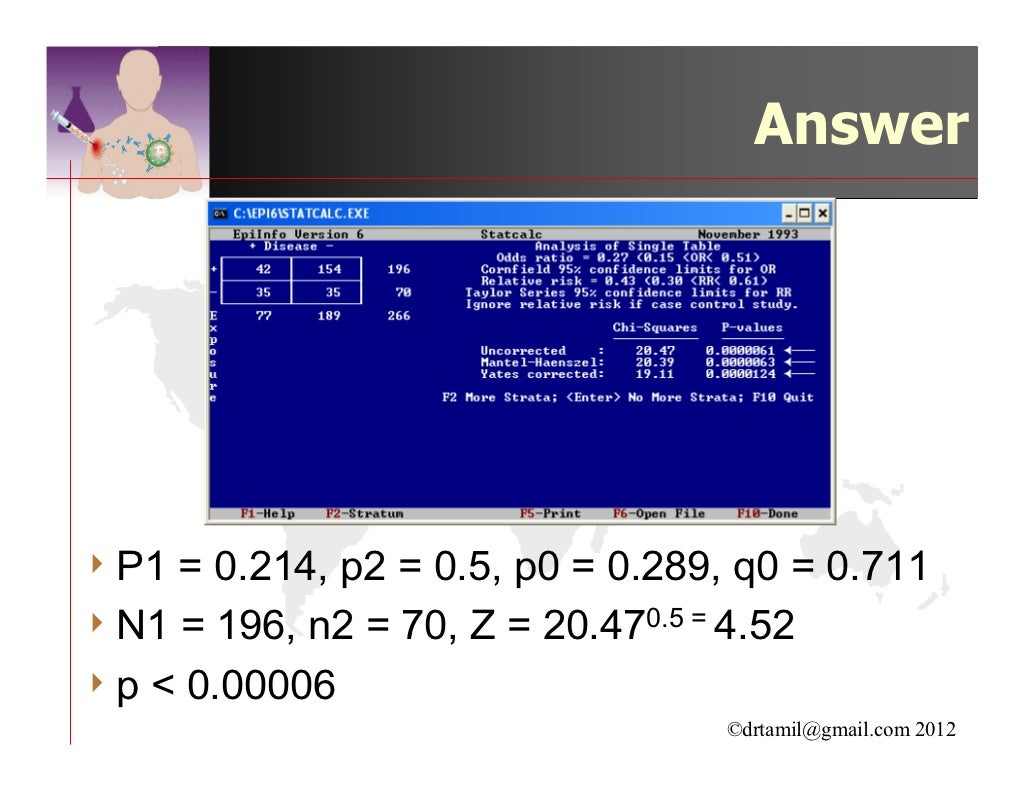 Answer
C:\EPI6\STATCALC.EXE
EpiInfo Version 6 Statcalc November 1993
+ Disease - Analysis of Single Table
Odds ratio = 0.27 (0.15 <OR< 0.51)
+ 42 154 196 Cornfield 95% confidence limits for OR
Relative risk = 0.43 (0.30 <RR< 0.61)
- 35 35 70 Taylor Series 95% confidence limits for RR
Ignore relative risk if case control study.
E 77 189 266
x Chi-Squares P-values
p
o Uncorrected : 20.47 0.0000061 <——
s Mantel-Haenszel: 20.39 0.0000063 <——
u Yates corrected: 19.11 0.0000124 <——
r
e F2 More Strata; <Enter> No More Strata; F10 Quit
F1-Help F2-Stratum F5-Print F6-Open File F10-Done
P1 = 0.214, p2 = 0.5, p0 = 0.289, q0 = 0.711
N1 = 196, n2 = 70, Z = 20.47^0.5 = 4.52
p < 0.00006
©drtamil@gmail.com 2012